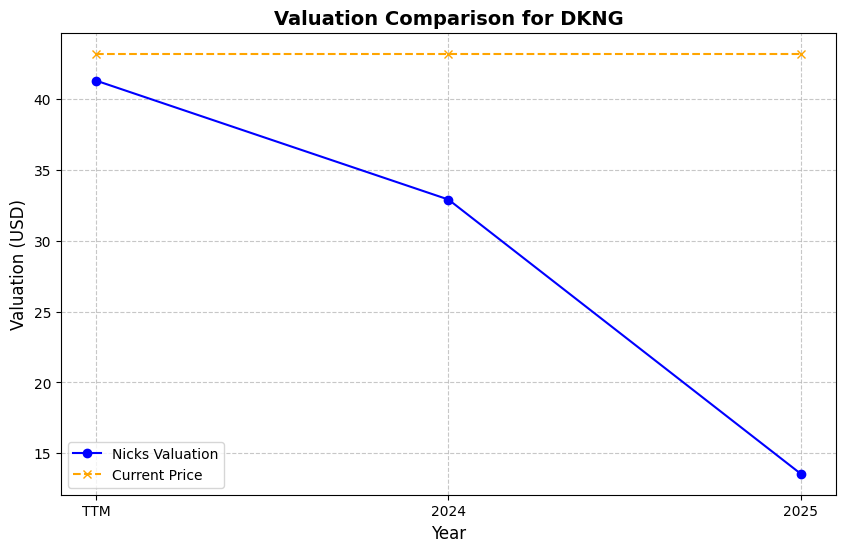 Valuation Comparison for DKNG
Valuation (USD)
40
35
30
25
20
15
Nicks Valuation
Current Price
TTM 2024 2025
Year